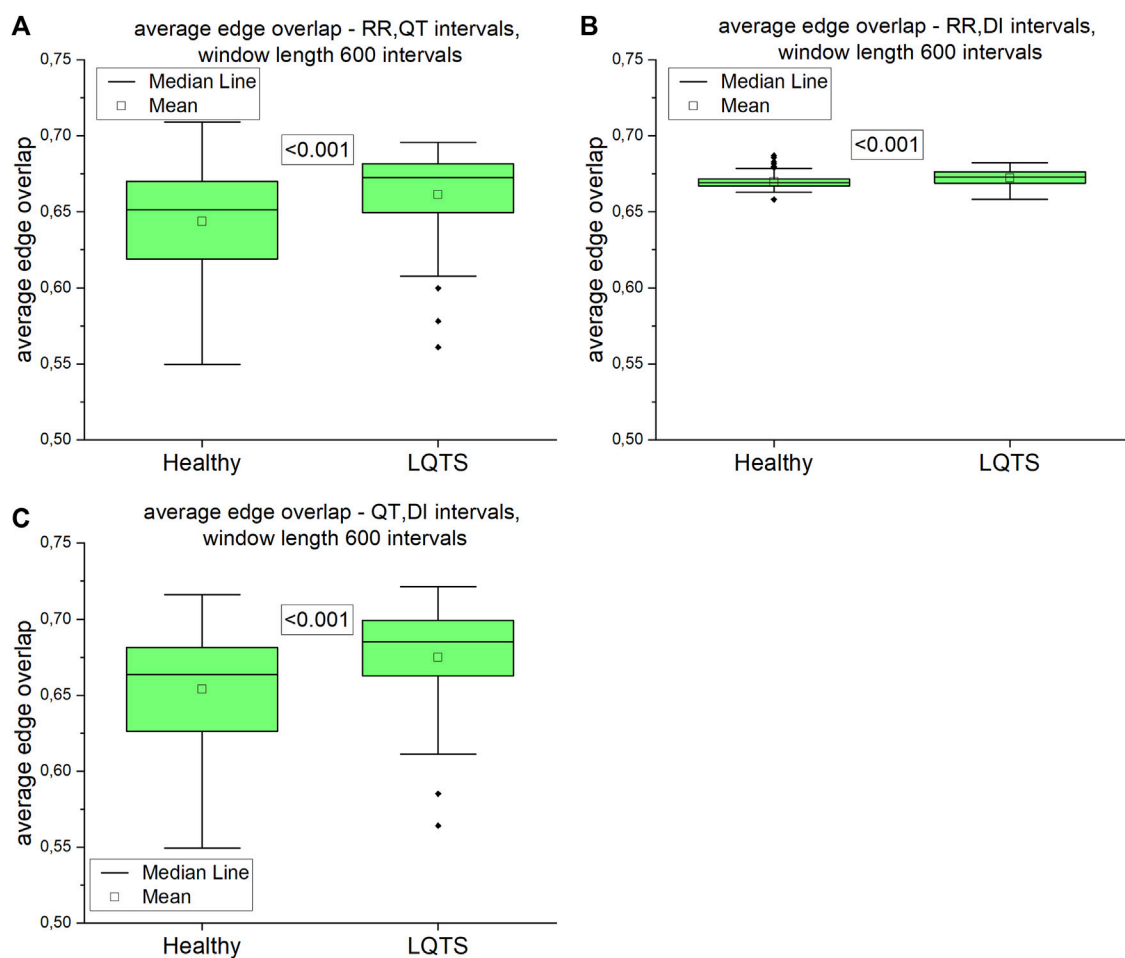 A
average edge overlap - RR,QT intervals,
window length 600 intervals
0,75
0,70
0,65
0,60
0,55
0,50
average edge overlap
Median Line
Mean
<0.001
Healthy
LQTS
B
average edge overlap - RR,DI intervals,
window length 600 intervals
0,75
0,70
0,65
0,60
0,55
0,50
average edge overlap
Median Line
Mean
<0.001
Healthy
LQTS
C
average edge overlap - QT,DI intervals,
window length 600 intervals
0,75
0,70
0,65
0,60
0,55
0,50
average edge overlap
<0.001
Median Line
Mean
Healthy
LQTS